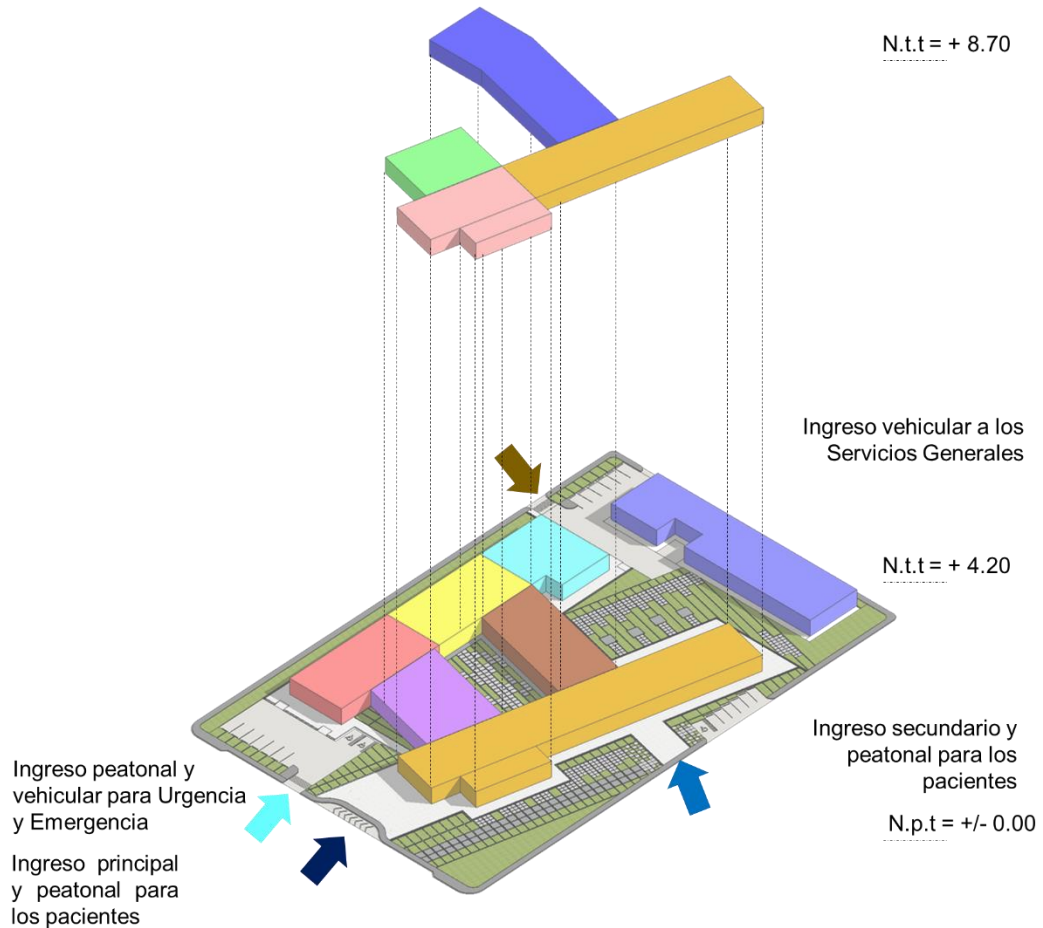 N.t.t = + 8.70
Ingreso vehicular a los
Servicios Generales
N.t.t = + 4.20
Ingreso secundario y
peatonal para los
pacientes
N.p.t = +/- 0.00
Ingreso peatonal y
vehicular para Urgencia
y Emergencia
Ingreso principal
y peatonal para
los pacientes